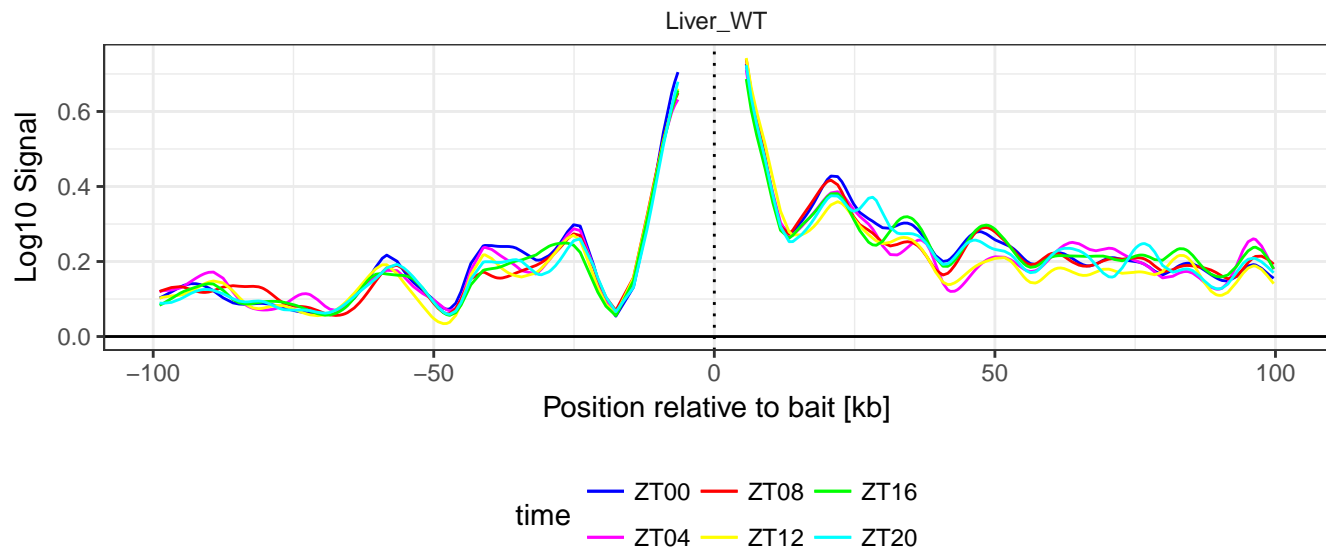 Liver_WT
Log10 Signal
0.6
0.4
0.2
0.0
−100 −50 0 50 100
Position relative to bait [kb]
time
ZT00 ZT08 ZT16
ZT04 ZT12 ZT20